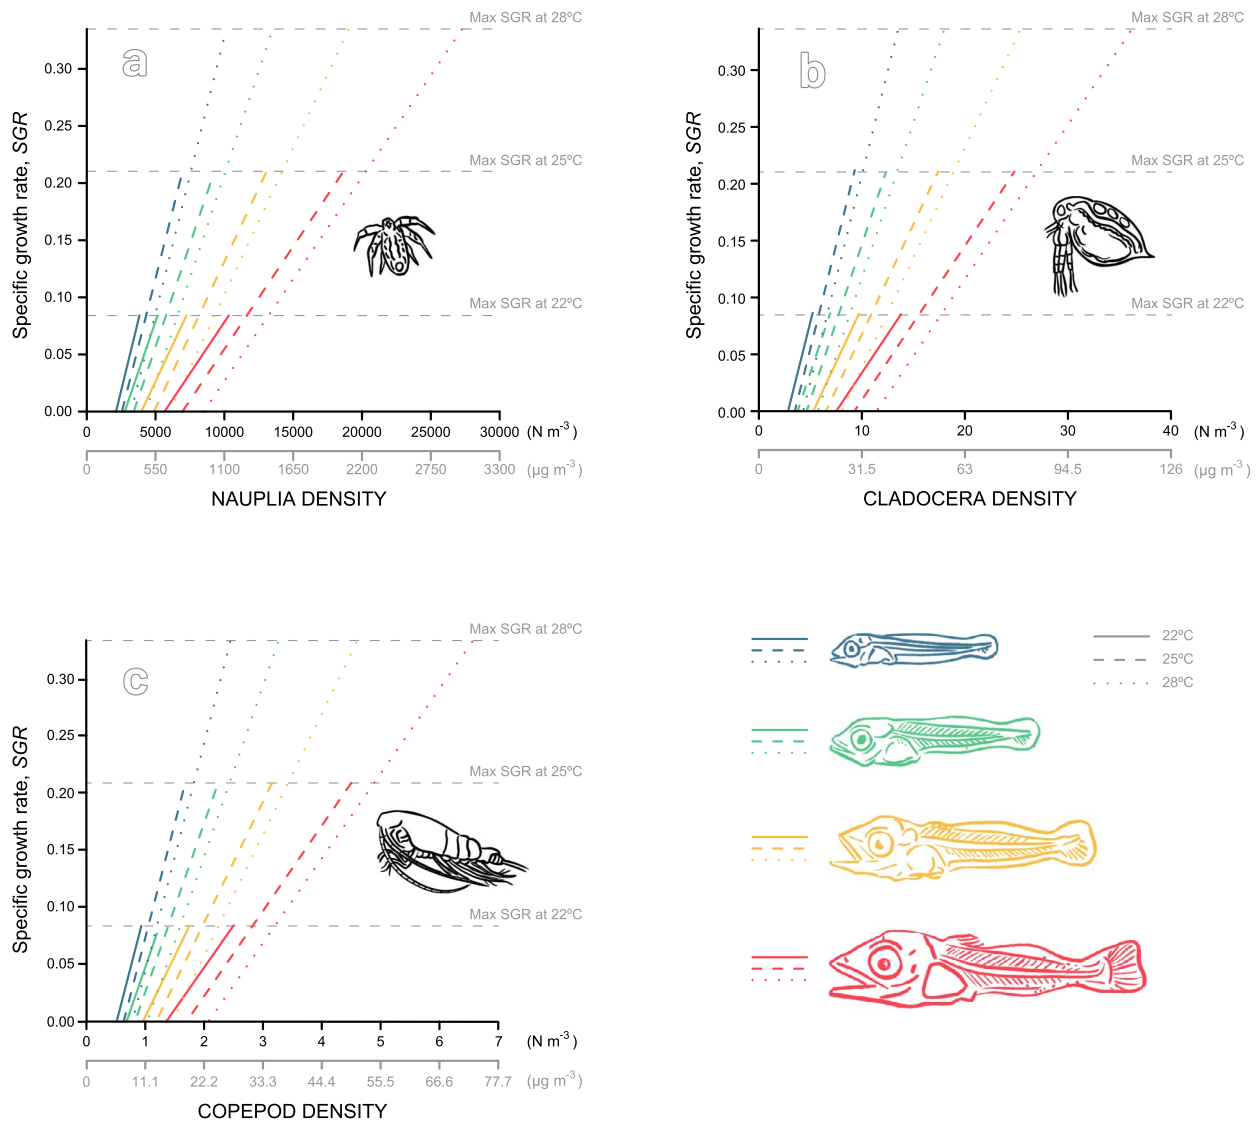 Max SGR at 28ºC
a
0.30
0.25
Max SGR at 25ºC
0.20
0.15
Max SGR at 22ºC
0.10
0.05
0.00
Specific growth rate, SGR
0 5000 10000 15000 20000 25000 30000 (N m-3)
0 550 1100 1650 2200 2750 3300 (µg m-3)
NAUPLIA DENSITY
Max SGR at 28ºC
b
0.30
0.25
Max SGR at 25ºC
0.20
0.15
Max SGR at 22ºC
0.10
0.05
0.00
Specific growth rate, SGR
0 10 20 30 40 (N m-3)
0 31.5 63 94.5 126 (µg m-3)
CLADOCERA DENSITY
Max SGR at 28ºC
c
0.30
0.25
Max SGR at 25ºC
0.20
0.15
Max SGR at 22ºC
0.10
0.05
0.00
Specific growth rate, SGR
0 1 2 3 4 5 6 7 (N m-3)
0 11.1 22.2 33.3 44.4 55.5 66.6 77.7 (µg m-3)
COPEPOD DENSITY
22ºC
25ºC
28ºC